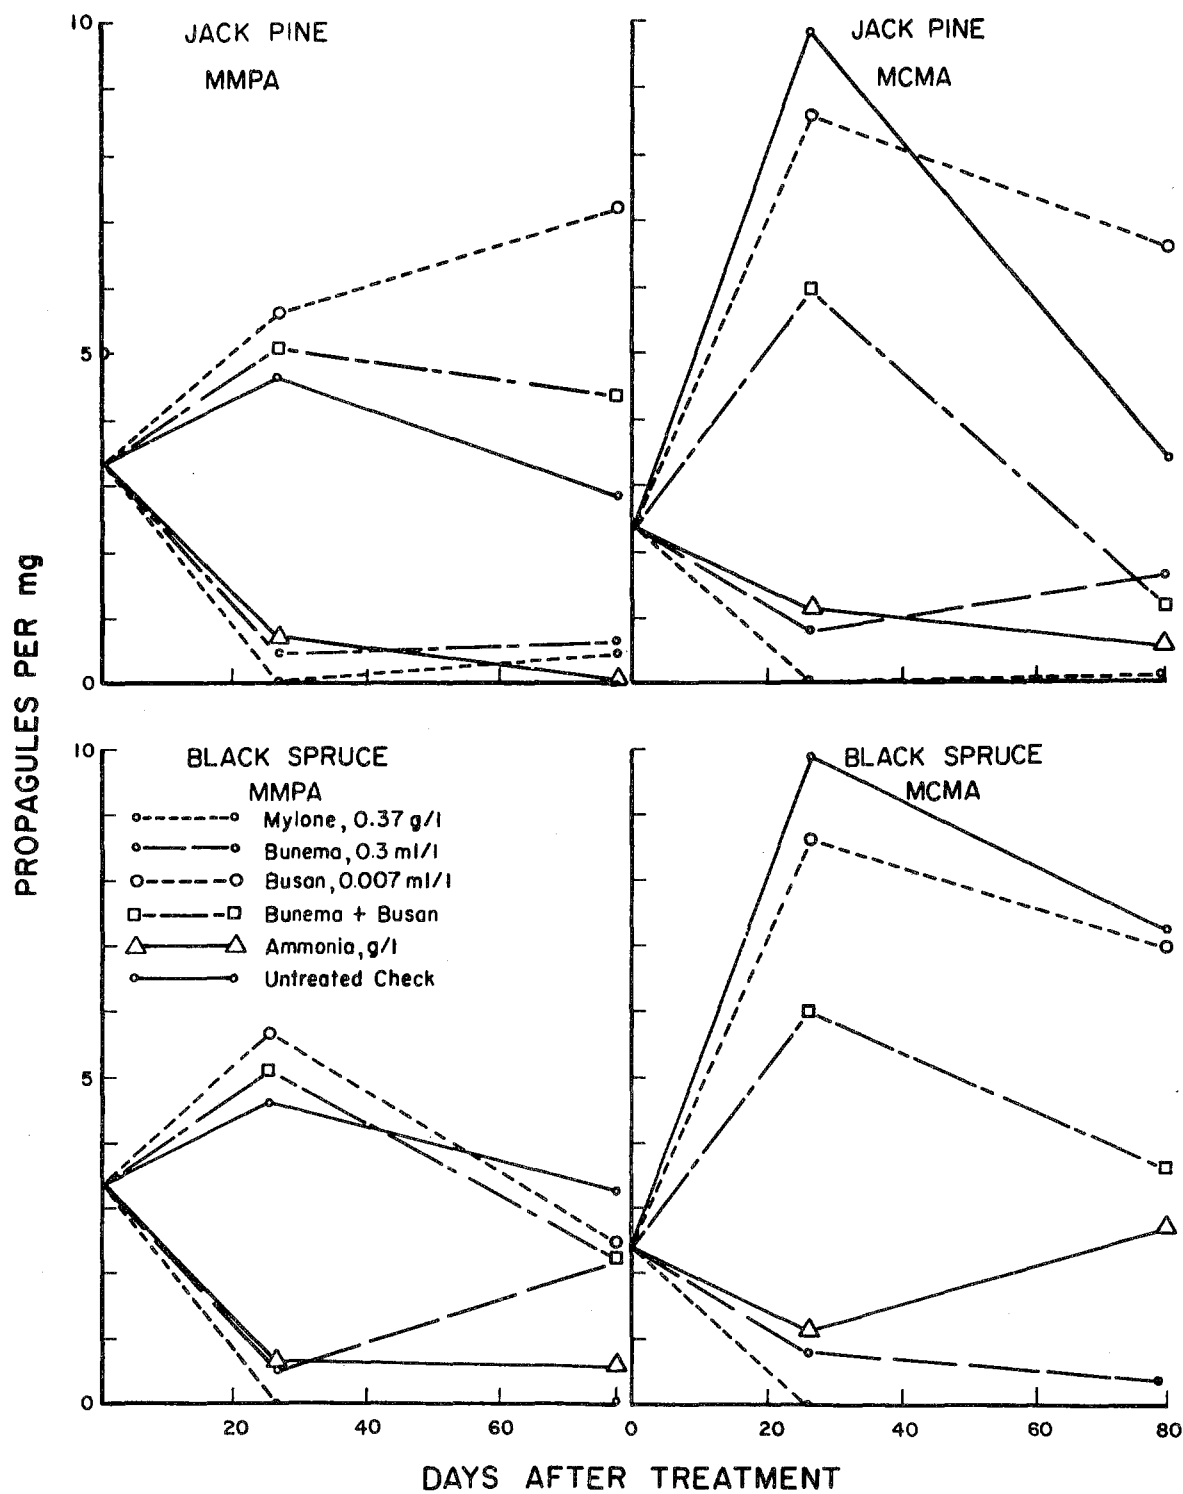 JACK PINE
MMPA
JACK PINE
MCMA
10
5
0
PROPAGULES PER mg
BLACK SPRUCE
MMPA
Mylone, 0.37 g/l
Bunema, 0.3 ml/l
Busan, 0.007 ml/l
Bunema + Busan
Ammonia, g/l
Untreated Check
BLACK SPRUCE
MCMA
10
5
0
20
40
60
0
20
40
60
80
DAYS AFTER TREATMENT